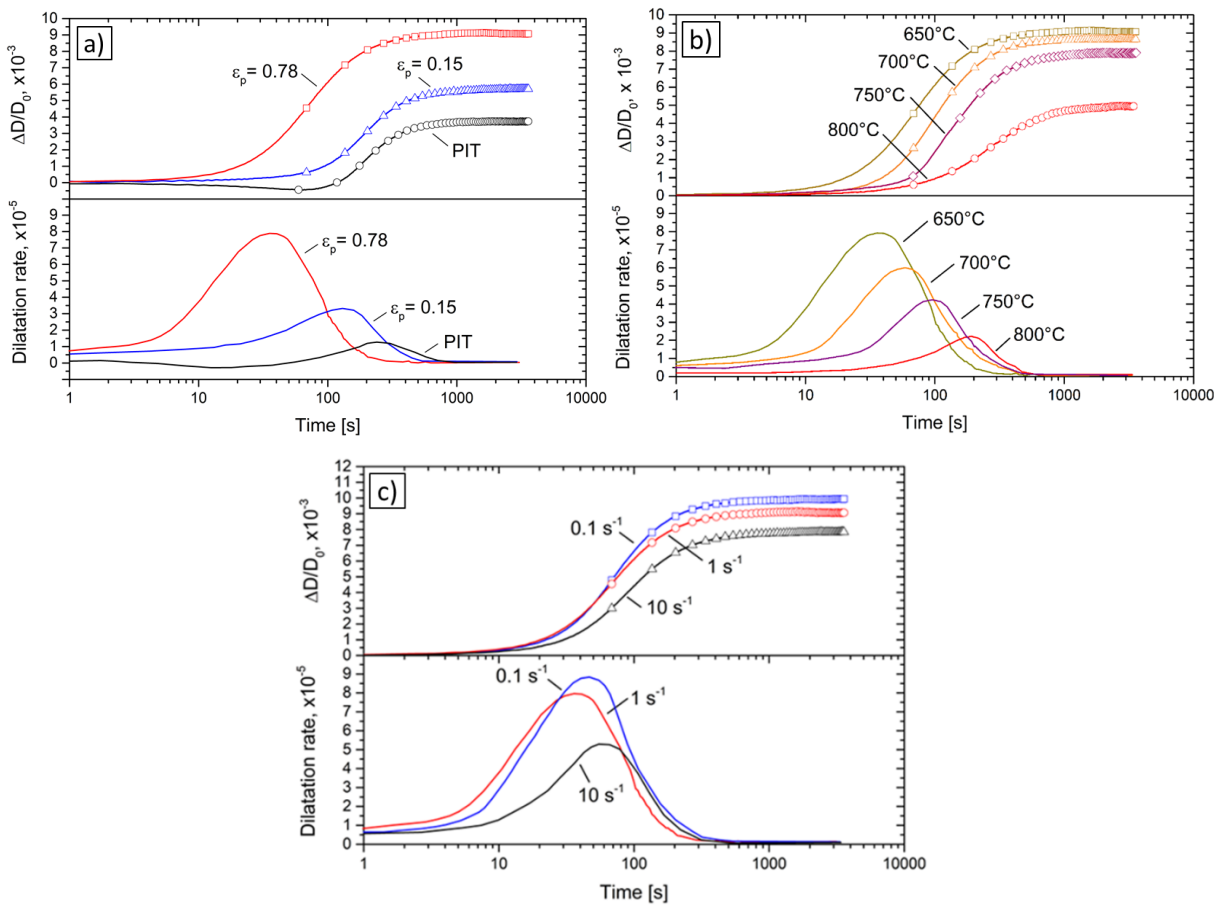 a)
ΔD/D₀, x10⁻³
10
9
8
7
6
5
4
3
2
1
0
εₚ = 0.78
εₚ = 0.15
PIT
Dilatation rate, x10⁻⁵
9
8
7
6
5
4
3
2
1
0
εₚ = 0.78
εₚ = 0.15
PIT
1 10 100 1000 10000
Time [s]
b)
ΔD/D₀, x 10⁻³
10
9
8
7
6
5
4
3
2
1
0
650°C
700°C
750°C
800°C
Dilatation rate, x10⁻⁵
9
8
7
6
5
4
3
2
1
0
650°C
700°C
750°C
800°C
1 10 100 1000 10000
Time [s]
c)
ΔD/D₀, x10⁻³
12
11
10
9
8
7
6
5
4
3
2
1
0
0.1 s⁻¹
1 s⁻¹
10 s⁻¹
Dilatation rate, x10⁻⁵
9
8
7
6
5
4
3
2
1
0
0.1 s⁻¹
1 s⁻¹
10 s⁻¹
1 10 100 1000 10000
Time [s]